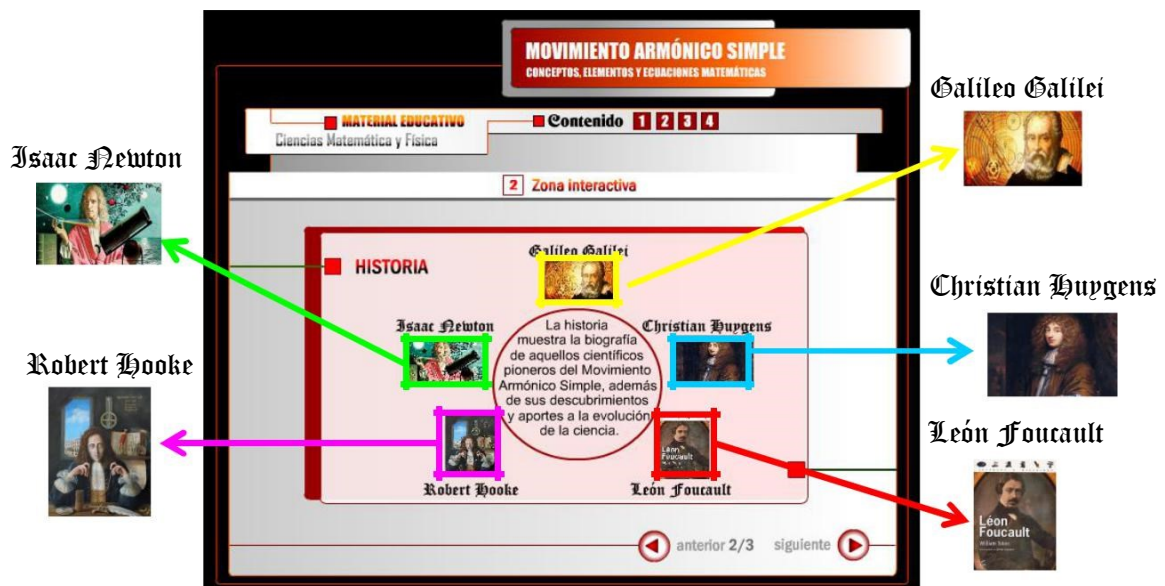 MOVIMIENTO ARMÓNICO SIMPLE
CONCEPTOS, ELEMENTOS Y ECUACIONES MATEMÁTICAS
MATERIAL EDUCATIVO
Ciencias Matemática y Física
Contenido 1 2 3 4
2 Zona interactiva
HISTORIA
Galileo Galilei
Isaac Newton
Christian Huygens
La historia
muestra la biografía
de aquellos científicos
pioneros del Movimiento
Armónico Simple, además
de sus descubrimientos
y aportes a la evolución
de la ciencia.
Léon
Foucault
Robert Hooke
León Foucault
anterior 2/3 siguiente
Isaac Newton
Robert Hooke
Galileo Galilei
Christian Huygens
León Foucault
Léon
Foucault